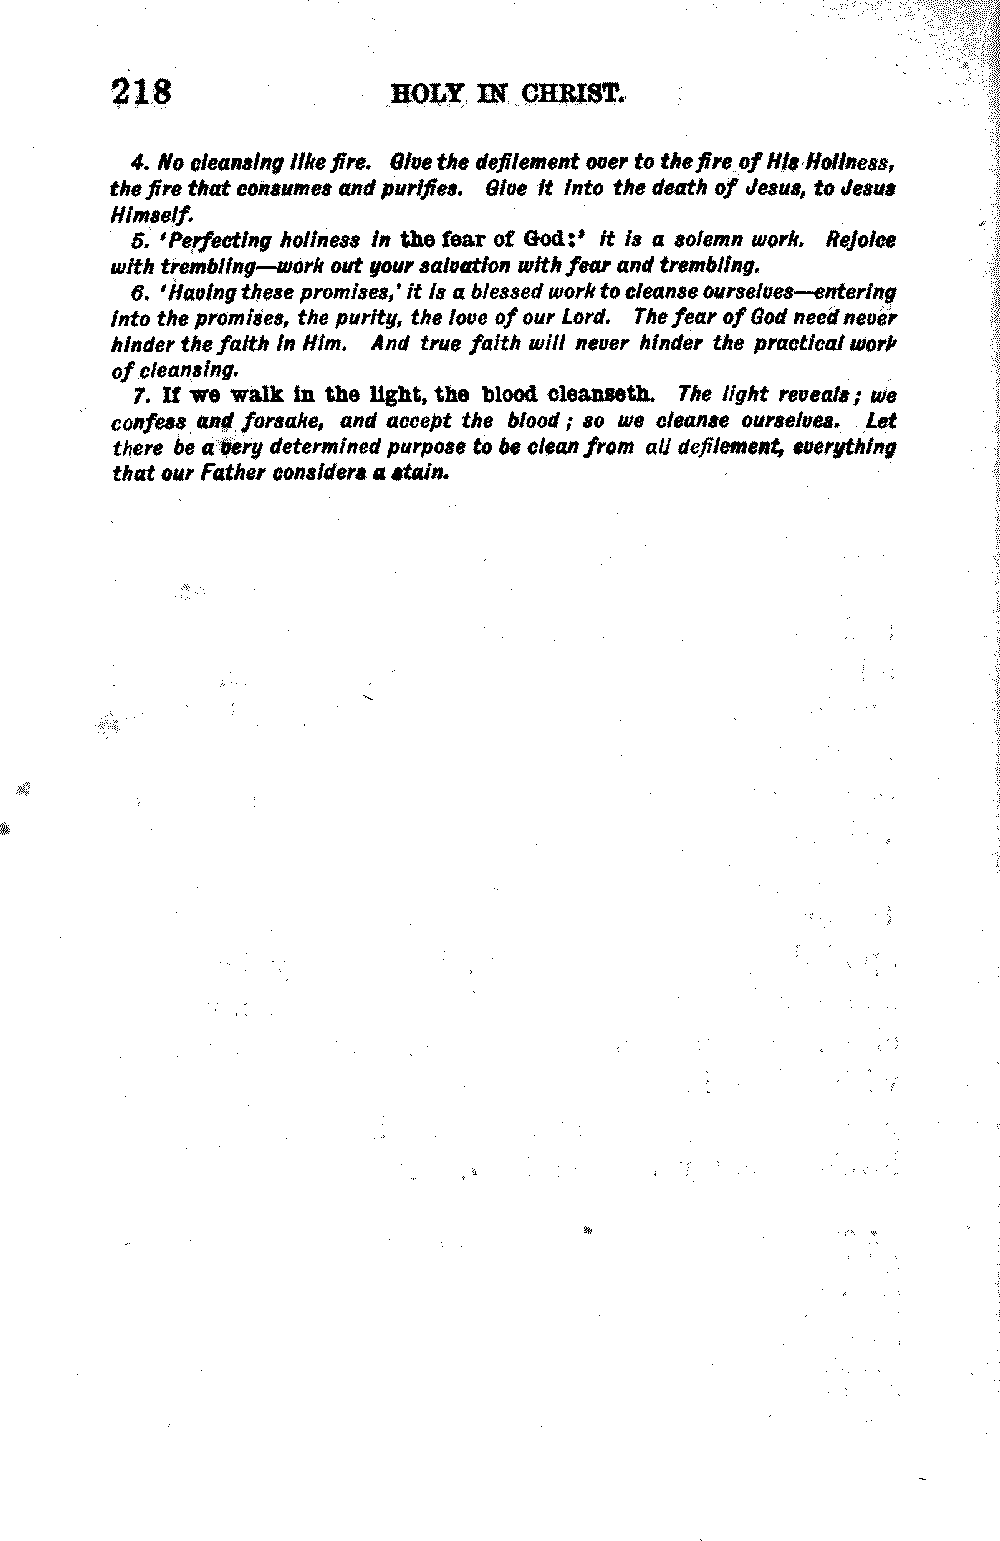 218 HOLY IN CHRIST.
4. No cleansing like fire. Give the defilement over to the fire of His Holiness,
the fire that consumes and purifies. Give it into the death of Jesus, to Jesus
Himself.
5. ‘Perfecting holiness in the fear of God:’ it is a solemn work. Rejoice
with trembling—work out your salvation with fear and trembling.
6. ‘Having these promises,’ it is a blessed work to cleanse ourselves—entering
into the promises, the purity, the love of our Lord. The fear of God need never
hinder the faith in Him. And true faith will never hinder the practical work
of cleansing.
7. If we walk in the light, the blood cleanseth. The light reveals; we
confess and forsake, and accept the blood; so we cleanse ourselves. Let
there be a very determined purpose to be clean from all defilement, everything
that our Father considers a stain.